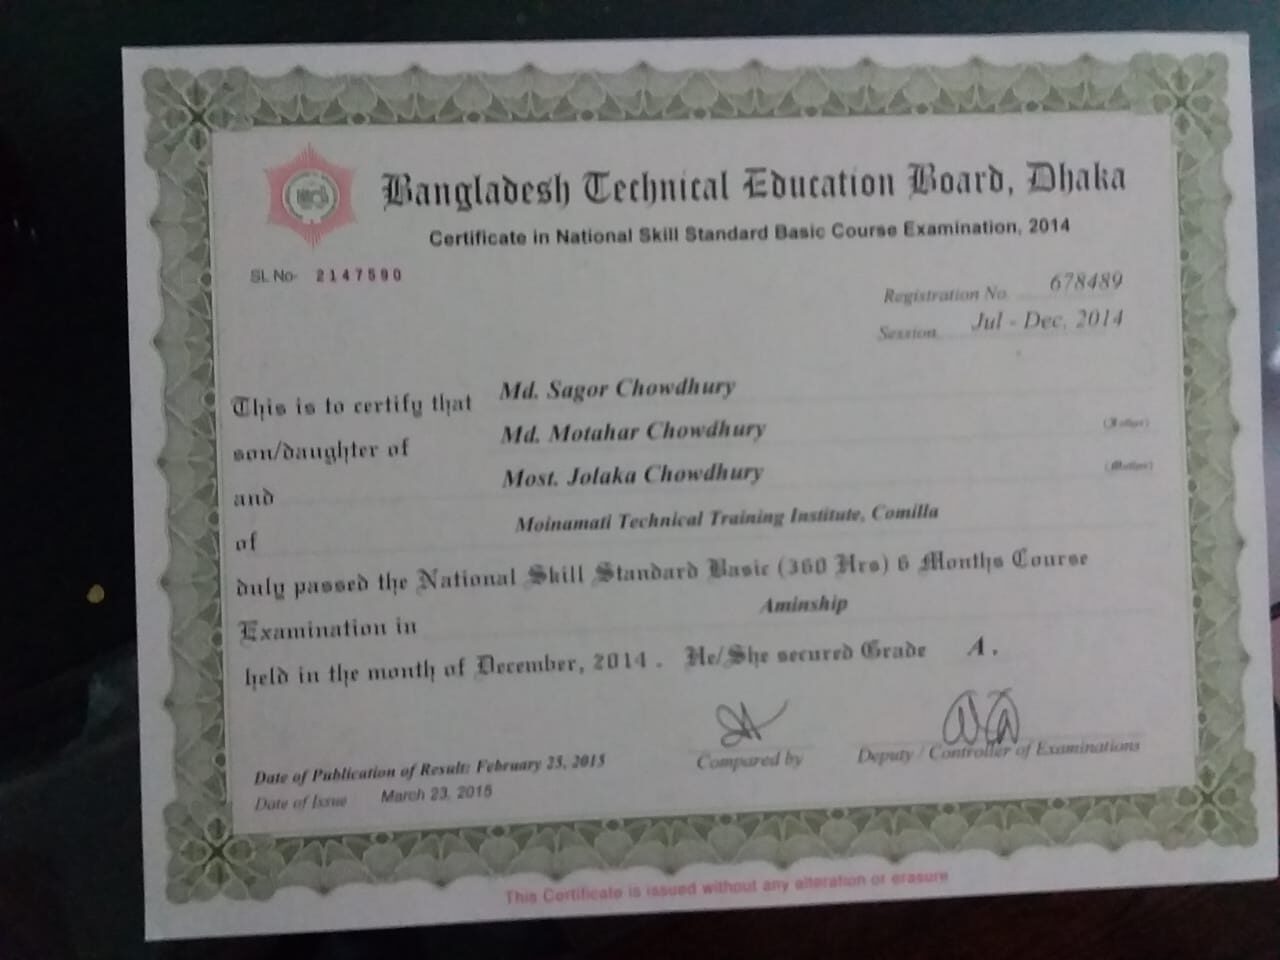 Bangladesh Technical Education Board, Dhaka
Certificate in National Skill Standard Basic Course Examination, 2014
SL No- 2147590
Registration No. 678489
Session Jul - Dec, 2014
This is to certify that Md. Sagor Chowdhury
son/daughter of Md. Motahar Chowdhury (Father)
and Most. Jolaka Chowdhury (Mother)
of Moinamati Technical Training Institute, Comilla
duly passed the National Skill Standard Basic (360 Hrs) 6 Months Course
Examination in Aminship
held in the month of December, 2014 . He/She secured Grade A .
Compared by
Deputy / Controller of Examinations
Date of Publication of Result: February 25, 2015
Date of Issue March 23, 2015
This Certificate is issued without any alteration or erasure